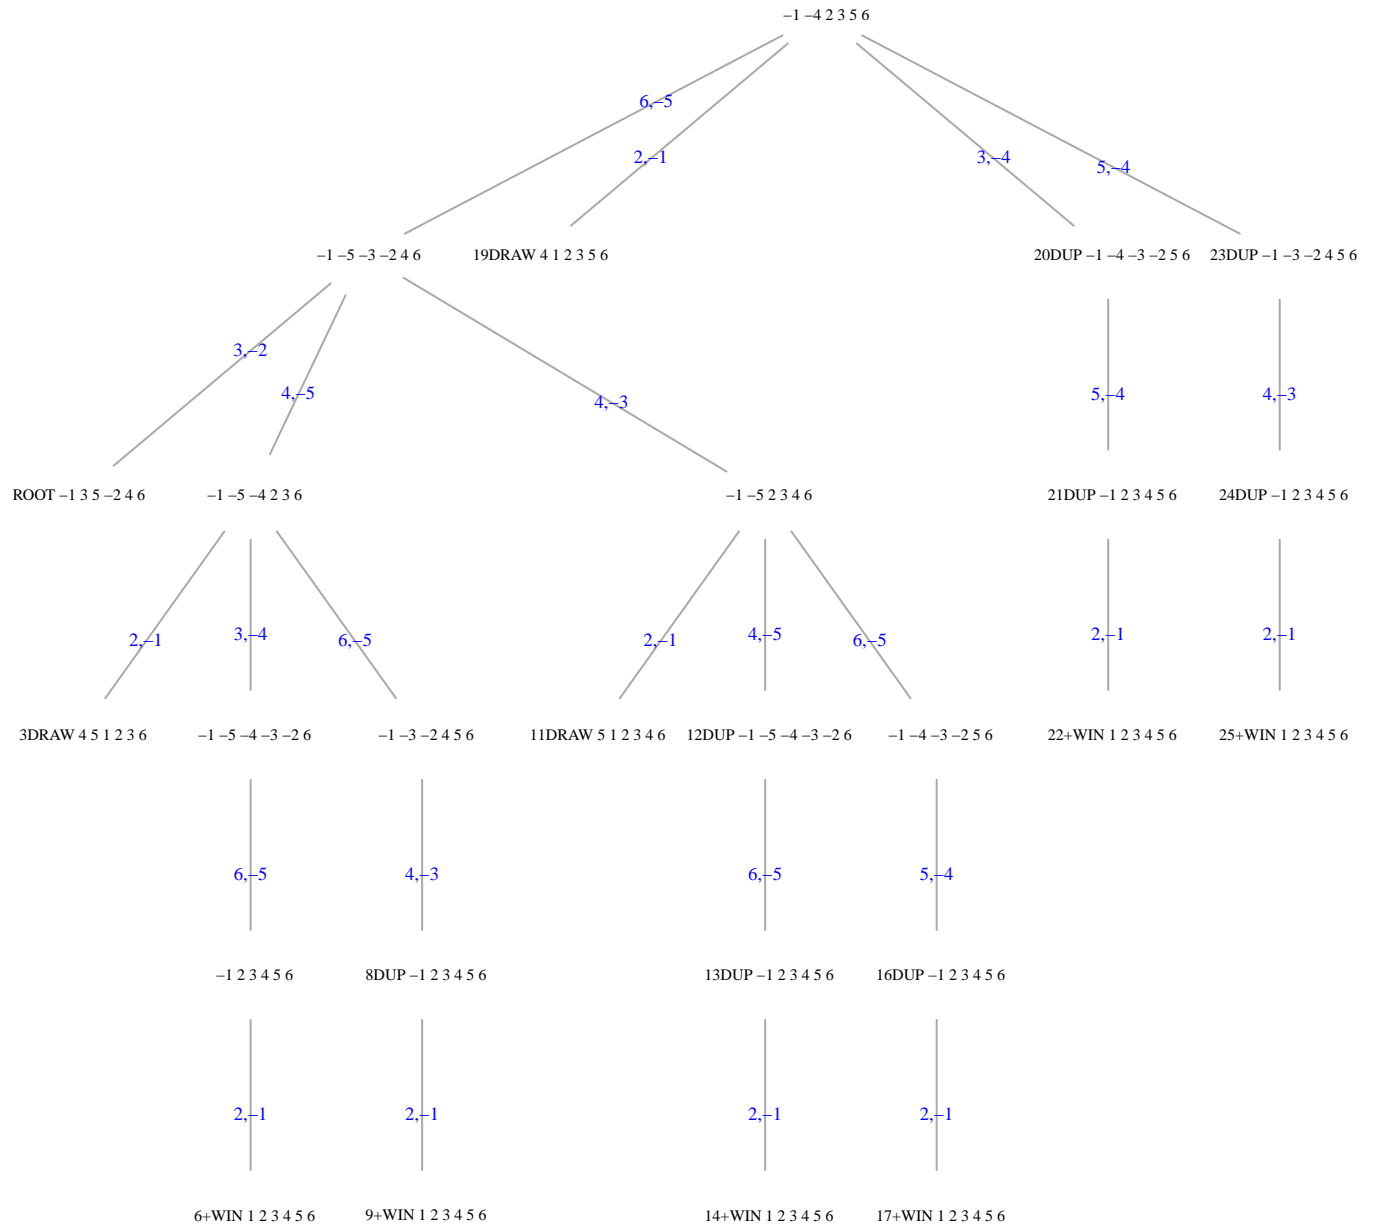 −1 −4 2 3 5 6
6,−5
2,−1
3,−4
5,−4
−1 −5 −3 −2 4 6
19DRAW 4 1 2 3 5 6
20DUP −1 −4 −3 −2 5 6
23DUP −1 −3 −2 4 5 6
3,−2
4,−5
4,−3
5,−4
4,−3
ROOT −1 3 5 −2 4 6
−1 −5 −4 2 3 6
−1 −5 2 3 4 6
21DUP −1 2 3 4 5 6
24DUP −1 2 3 4 5 6
2,−1
3,−4
6,−5
2,−1
4,−5
6,−5
2,−1
2,−1
3DRAW 4 5 1 2 3 6
−1 −5 −4 −3 −2 6
−1 −3 −2 4 5 6
11DRAW 5 1 2 3 4 6
12DUP −1 −5 −4 −3 −2 6
−1 −4 −3 −2 5 6
22+WIN 1 2 3 4 5 6
25+WIN 1 2 3 4 5 6
6,−5
4,−3
6,−5
5,−4
−1 2 3 4 5 6
8DUP −1 2 3 4 5 6
13DUP −1 2 3 4 5 6
16DUP −1 2 3 4 5 6
2,−1
2,−1
2,−1
2,−1
6+WIN 1 2 3 4 5 6
9+WIN 1 2 3 4 5 6
14+WIN 1 2 3 4 5 6
17+WIN 1 2 3 4 5 6